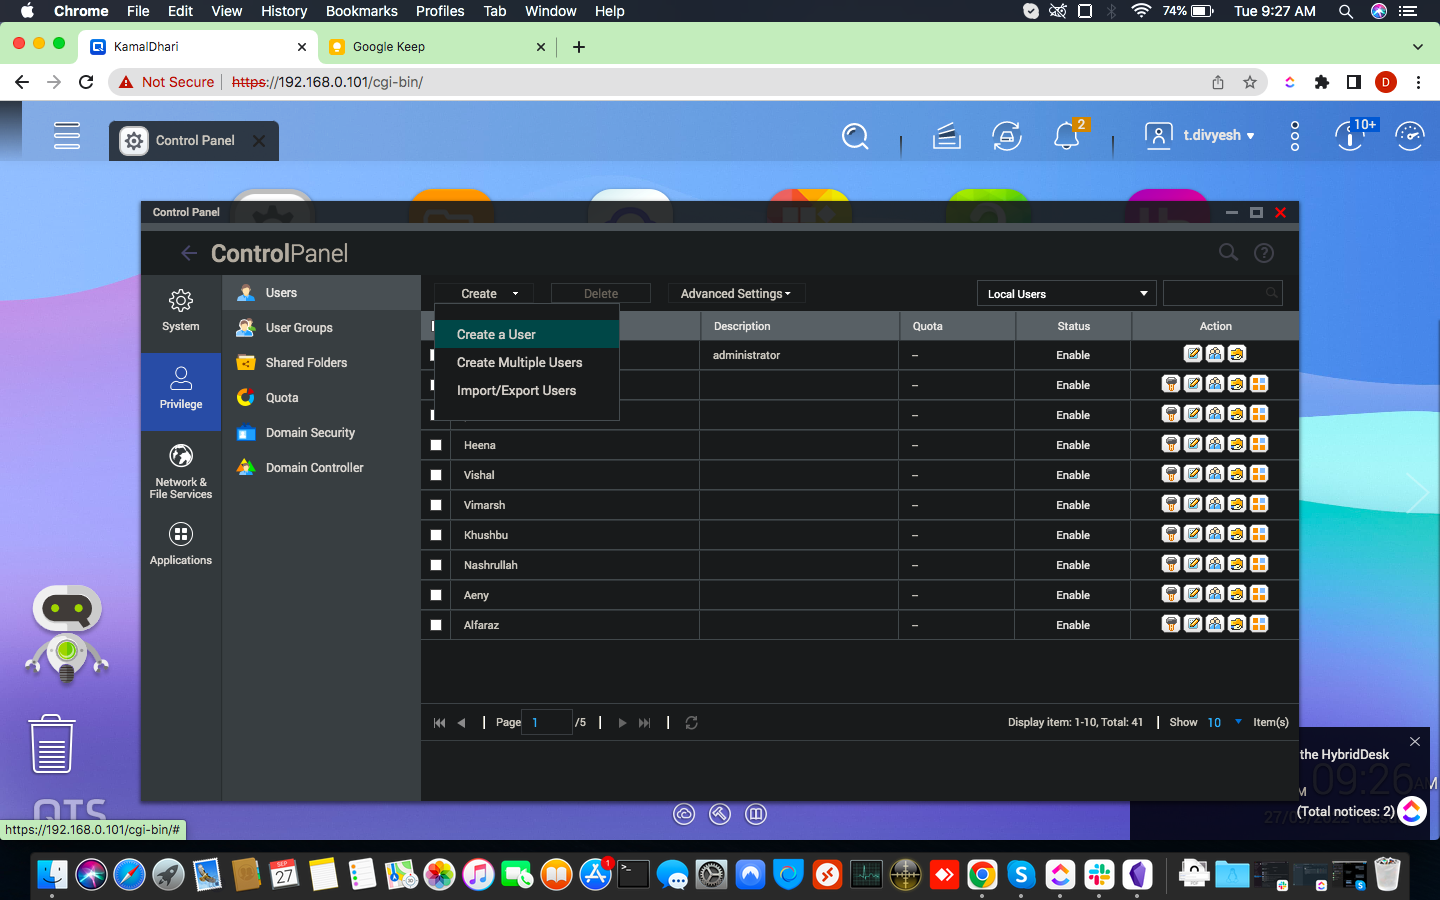 Chrome File Edit View History Bookmarks Profiles Tab Window Help 74% Tue 9:27 AM
KamalDhari Google Keep
Not Secure https://192.168.0.101/cgi-bin/ D
Control Panel 2 t.divyesh 10+
Control Panel
ControlPanel
System
Privilege
Network &
File Services
Applications
Users
User Groups
Shared Folders
Quota
Domain Security
Domain Controller
Create Delete Advanced Settings Local Users
Create a User
Create Multiple Users
Import/Export Users
Description Quota Status Action
administrator -- Enable
-- Enable
-- Enable
Heena -- Enable
Vishal -- Enable
Vimarsh -- Enable
Khushbu -- Enable
Nashrullah -- Enable
Aeny -- Enable
Alfaraz -- Enable
Page 1 /5 Display item: 1-10, Total: 41 Show 10 Item(s)
the HybridDesk
09:26 AM
(Total notices: 2)
QTS
https://192.168.0.101/cgi-bin/#
SEP
27
1